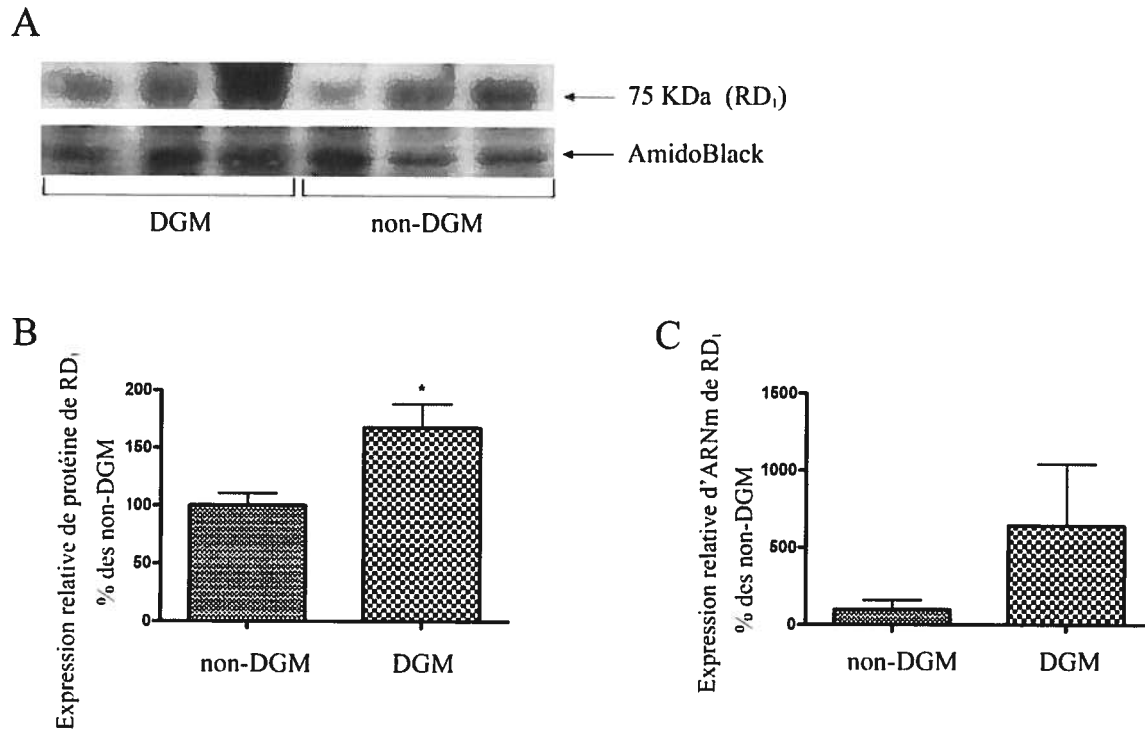 A
75 KDa (RD₁)
AmidoBlack
DGM
non-DGM
B
Expression relative de protéine de RD₁
% des non-DGM
200
150
100
50
0
*
non-DGM
DGM
C
Expression relative d'ARNm de RD₁
% des non-DGM
1500
1000
500
0
non-DGM
DGM